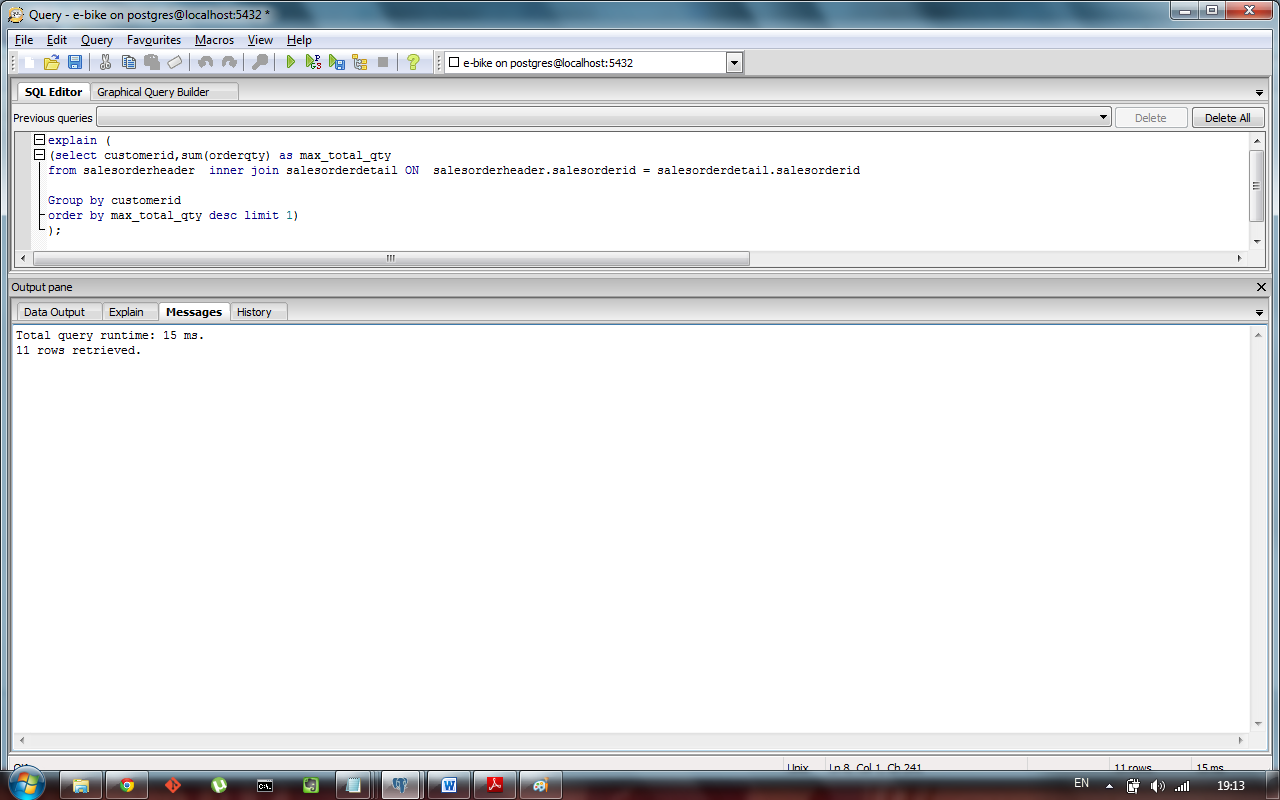 Query - e-bike on postgres@localhost:5432 *
File Edit Query Favourites Macros View Help
e-bike on postgres@localhost:5432
SQL Editor Graphical Query Builder
Previous queries Delete Delete All
explain (
(select customerid,sum(orderqty) as max_total_qty
from salesorderheader  inner join salesorderdetail ON  salesorderheader.salesorderid = salesorderdetail.salesorderid
Group by customerid
order by max_total_qty desc limit 1)
);
Output pane
Data Output Explain Messages History
Total query runtime: 15 ms.
11 rows retrieved.
Unix Ln 8, Col 1, Ch 241 11 rows 15 ms
EN 19:13